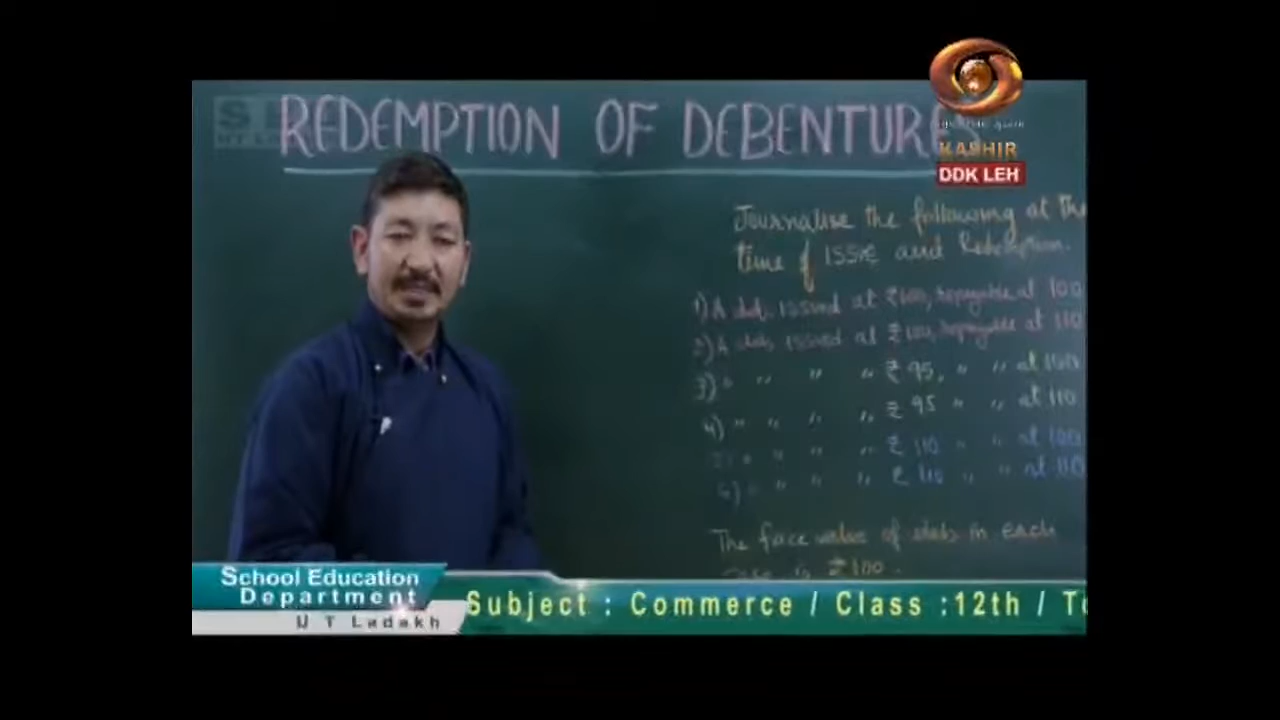 REDEMPTION OF DEBENTURES
KASHIR
DDK LEH
Journalise the following at the
time of ISSUE and Redemption.
1) A deb. issued at ₹100, repayable at 100
2) A deb. issued at ₹100, repayable at 110
3) " " " " ₹ 95, " " at 100
4) " " " " ₹ 95 " " at 110
" " " ₹ 110 " " at 100
6) " " " " ₹ 110 " " at 110
The face value of debs in each
case is ₹100.
School Education
Department
U T Ladakh
Subject : Commerce / Class :12th / To